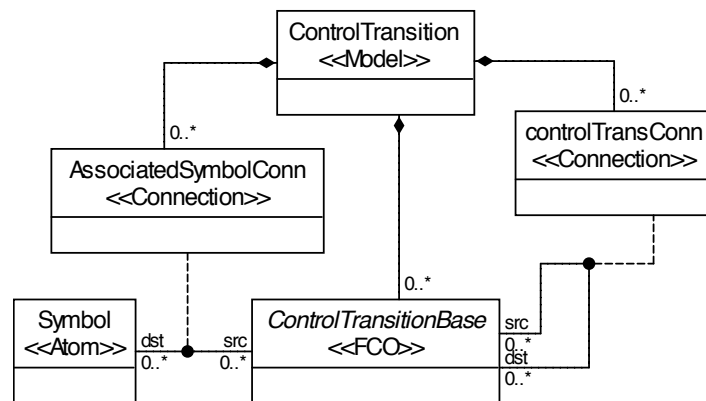 ControlTransition
<<Model>>
0..*
0..*
AssociatedSymbolConn
<<Connection>>
controlTransConn
<<Connection>>
0..*
Symbol
<<Atom>>
dst
0..*
src
0..*
ControlTransitionBase
<<FCO>>
src
0..*
dst
0..*